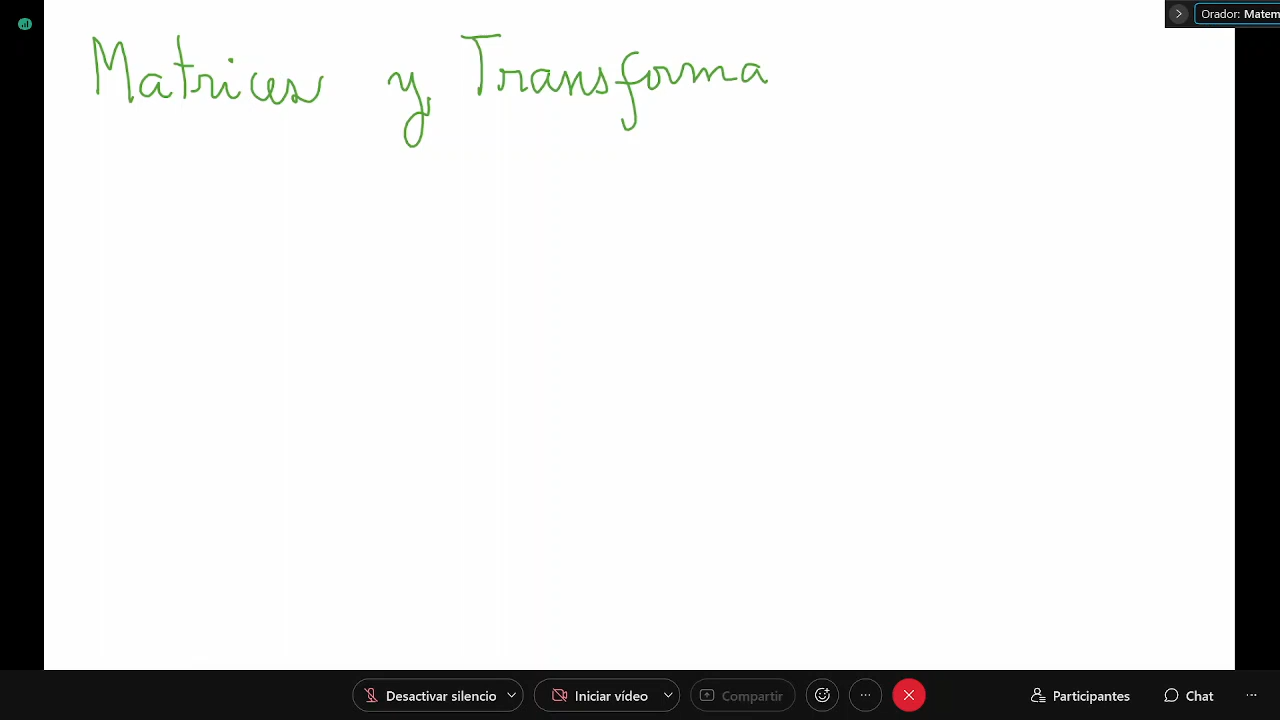 Orador: Matem
Matrices y Transforma
Desactivar silencio Iniciar vídeo Compartir Participantes Chat